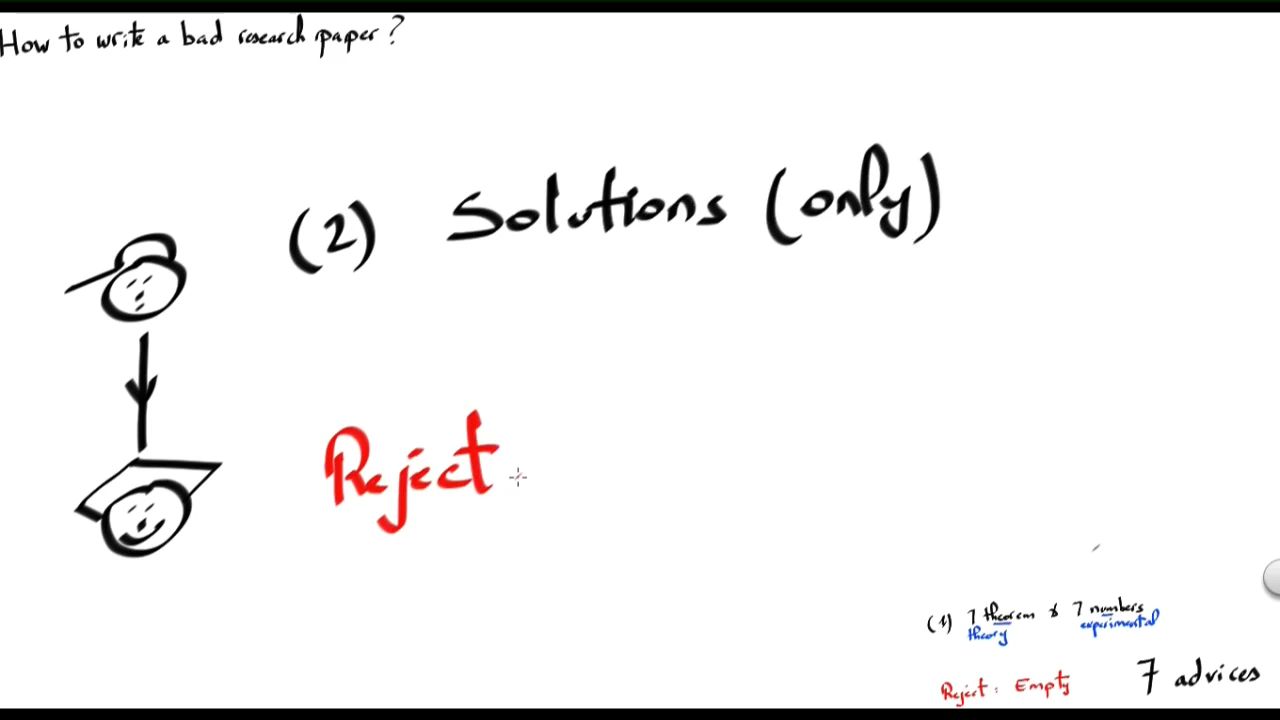 How to write a bad research paper?
(2) Solutions (only)
Reject
(1) 7 theorem & 7 numbers
theory experimental
Reject: Empty
7 advices